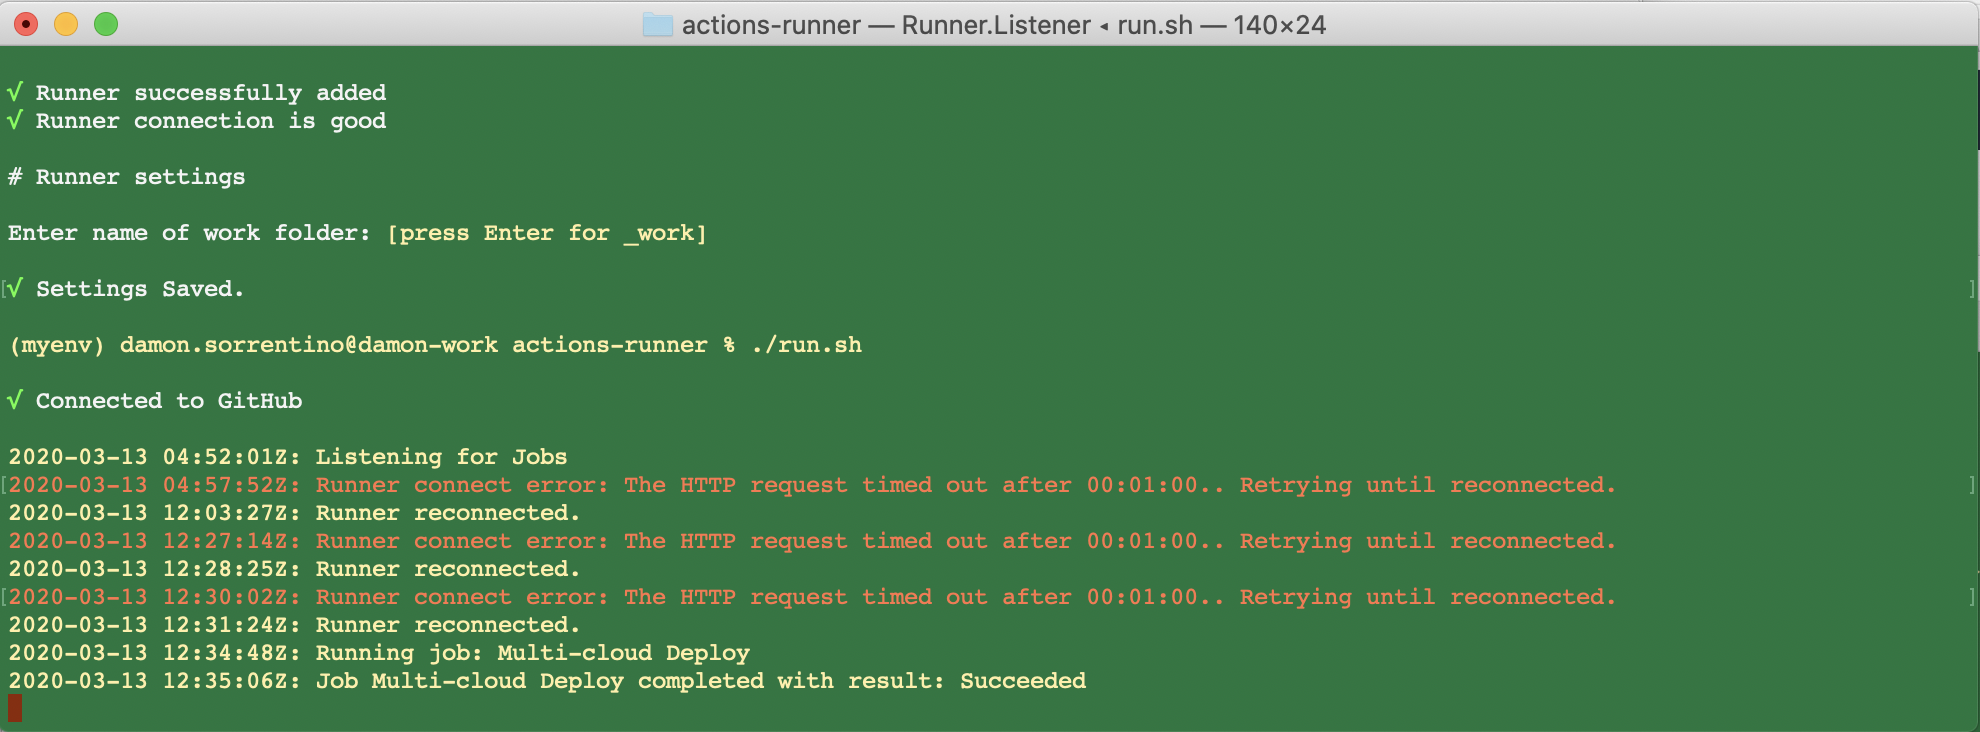 actions-runner — Runner.Listener ◂ run.sh — 140×24
√ Runner successfully added
√ Runner connection is good
# Runner settings
Enter name of work folder: [press Enter for _work]
[√ Settings Saved. ]
(myenv) damon.sorrentino@damon-work actions-runner % ./run.sh
√ Connected to GitHub
2020-03-13 04:52:01Z: Listening for Jobs
[2020-03-13 04:57:52Z: Runner connect error: The HTTP request timed out after 00:01:00.. Retrying until reconnected. ]
2020-03-13 12:03:27Z: Runner reconnected.
2020-03-13 12:27:14Z: Runner connect error: The HTTP request timed out after 00:01:00.. Retrying until reconnected.
2020-03-13 12:28:25Z: Runner reconnected.
[2020-03-13 12:30:02Z: Runner connect error: The HTTP request timed out after 00:01:00.. Retrying until reconnected. ]
2020-03-13 12:31:24Z: Runner reconnected.
2020-03-13 12:34:48Z: Running job: Multi-cloud Deploy
2020-03-13 12:35:06Z: Job Multi-cloud Deploy completed with result: Succeeded